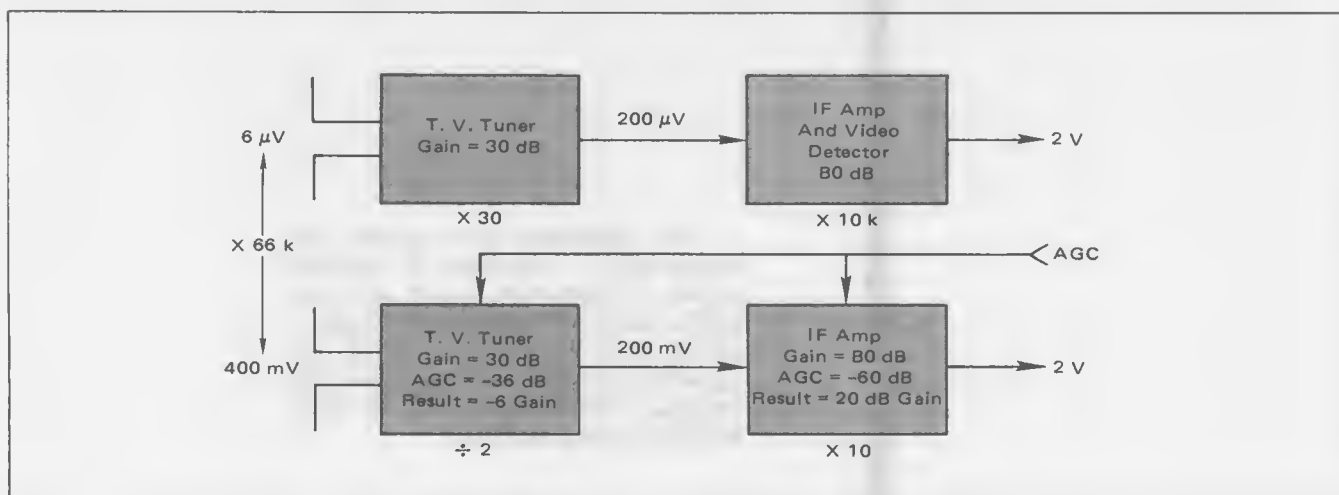 T. V. Tuner
Gain = 30 dB
6 μV
200 μV
IF Amp
And Video
Detector
80 dB
2 V
X 30
X 10 k
X 66 k
AGC
T. V. Tuner
Gain = 30 dB
AGC = -36 dB
Result = -6 Gain
400 mV
200 mV
IF Amp
Gain = 80 dB
AGC = -60 dB
Result = 20 dB Gain
2 V
÷ 2
X 10